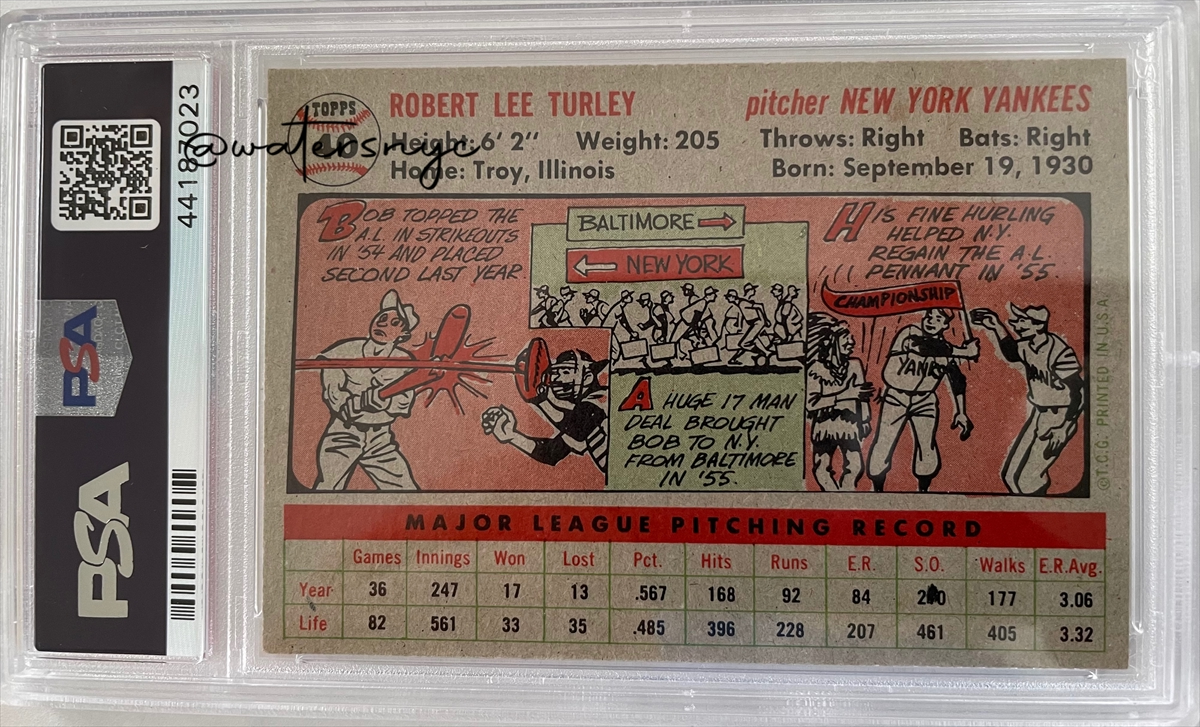 TOPPS
40
ROBERT LEE TURLEY
pitcher NEW YORK YANKEES
Height: 6' 2" Weight: 205 Throws: Right Bats: Right
Home: Troy, Illinois Born: September 19, 1930
@watersnyc
44187023
PSA
PSA
BOB TOPPED THE
A.L. IN STRIKEOUTS
IN '54 AND PLACED
SECOND LAST YEAR
BALTIMORE
NEW YORK
A HUGE 17 MAN
DEAL BROUGHT
BOB TO N.Y.
FROM BALTIMORE
IN '55.
HIS FINE HURLING
HELPED N.Y.
REGAIN THE A.L.
PENNANT IN '55.
CHAMPIONSHIP
YANKS
©T.C.G. PRINTED IN U.S.A.
MAJOR LEAGUE PITCHING RECORD
Games Innings Won Lost Pct. Hits Runs E.R. S.O. Walks E.R.Avg.
Year 36 247 17 13 .567 168 92 84 177 3.06
Life 82 561 33 35 .485 396 228 207 461 405 3.32